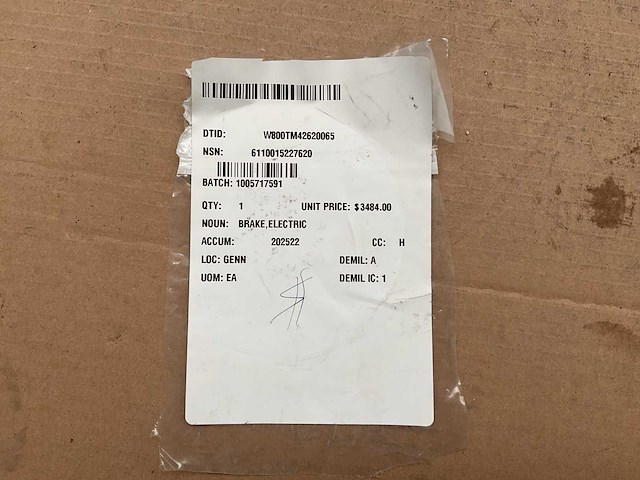 DTID: W800TM42620065
NSN: 6110015227620
BATCH: 1005717591
QTY: 1 UNIT PRICE: $3484.00
NOUN: BRAKE,ELECTRIC
ACCUM: 202522 CC: H
LOC: GENN DEMIL: A
UOM: EA DEMIL IC: 1